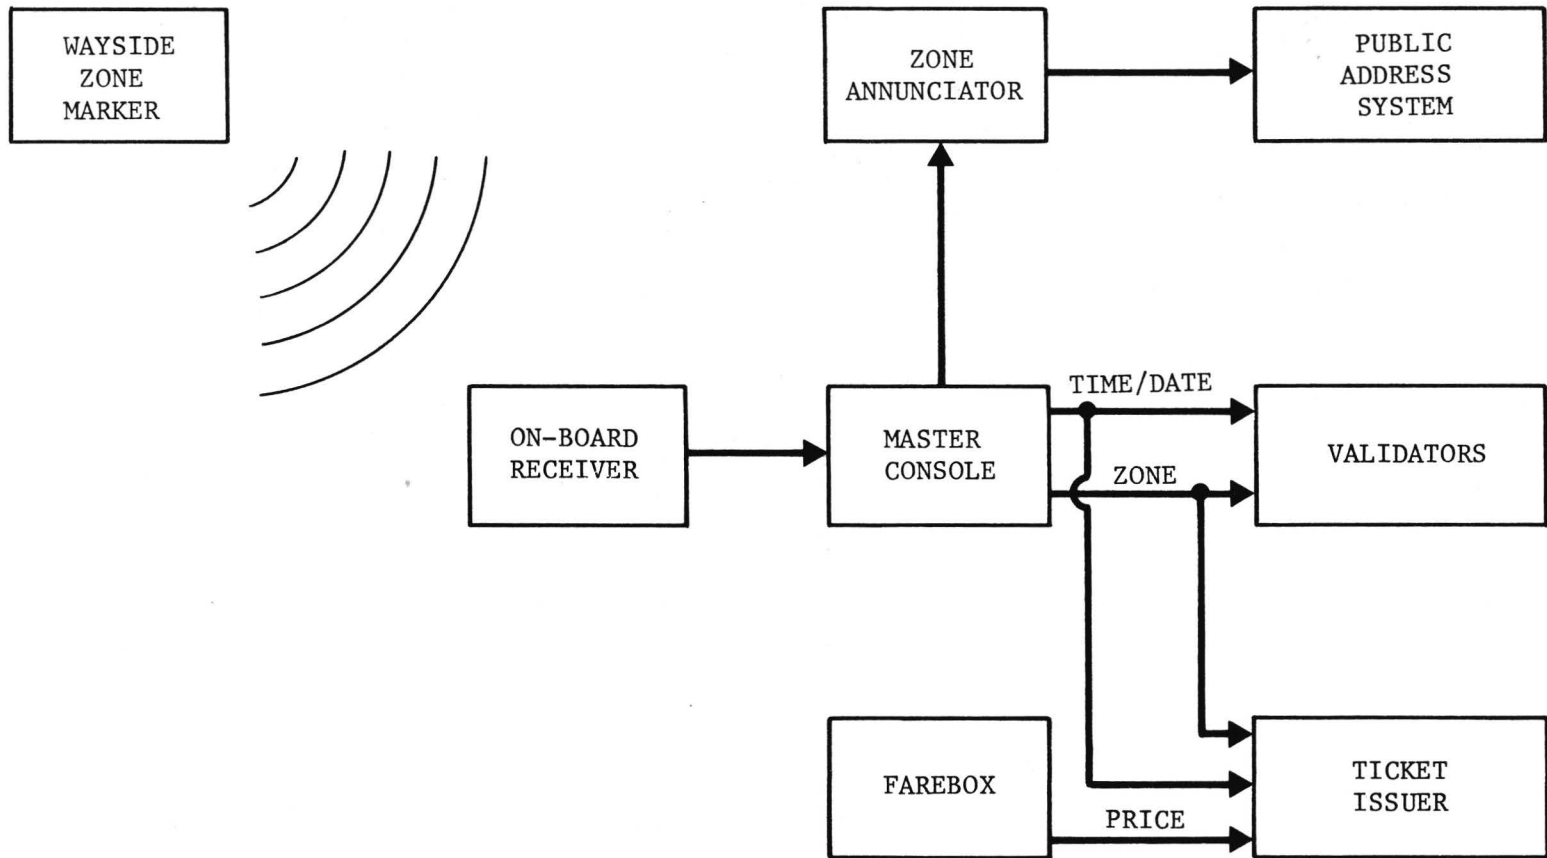 WAYSIDE
ZONE
MARKER
ZONE
ANNUNCIATOR
PUBLIC
ADDRESS
SYSTEM
ON-BOARD
RECEIVER
MASTER
CONSOLE
TIME/DATE
ZONE
VALIDATORS
FAREBOX
PRICE
TICKET
ISSUER